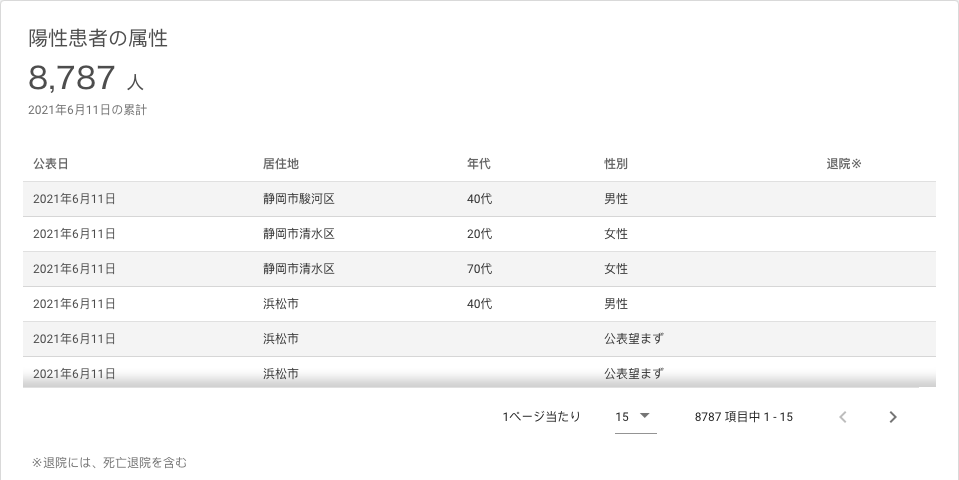 陽性患者の属性
8,787 人
2021年6月11日の累計
公表日 居住地 年代 性別 退院※
2021年6月11日 静岡市駿河区 40代 男性
2021年6月11日 静岡市清水区 20代 女性
2021年6月11日 静岡市清水区 70代 女性
2021年6月11日 浜松市 40代 男性
2021年6月11日 浜松市 公表望まず
2021年6月11日 浜松市 公表望まず
1ページ当たり 15 8787 項目中 1 - 15
※退院には、死亡退院を含む